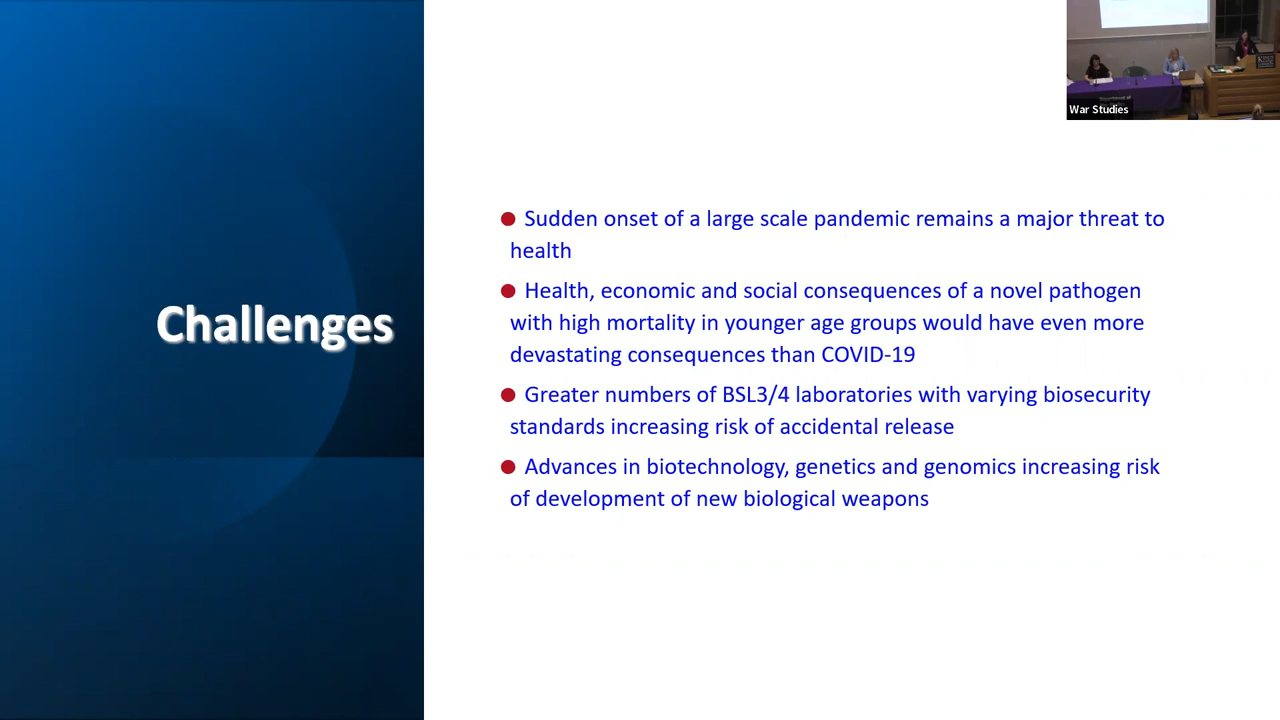 War Studies
Challenges
Sudden onset of a large scale pandemic remains a major threat to
health
Health, economic and social consequences of a novel pathogen
with high mortality in younger age groups would have even more
devastating consequences than COVID-19
Greater numbers of BSL3/4 laboratories with varying biosecurity
standards increasing risk of accidental release
Advances in biotechnology, genetics and genomics increasing risk
of development of new biological weapons